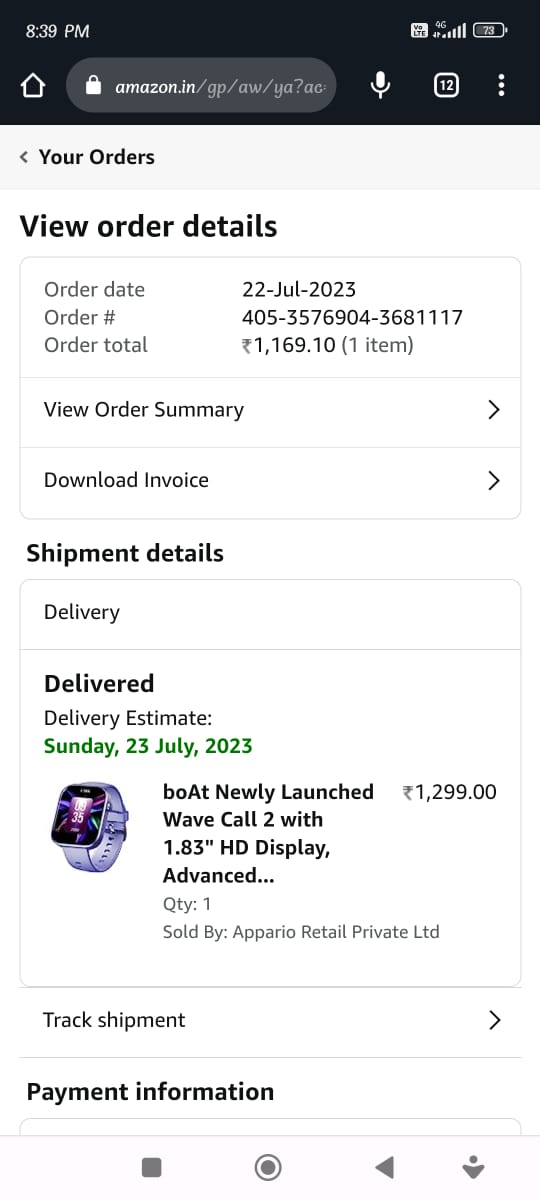 8:39 PM
Vo LTE 4G 73
amazon.in/gp/aw/ya?ac
12
Your Orders
View order details
Order date 22-Jul-2023
Order # 405-3576904-3681117
Order total ₹1,169.10 (1 item)
View Order Summary
Download Invoice
Shipment details
Delivery
Delivered
Delivery Estimate:
Sunday, 23 July, 2023
boAt Newly Launched ₹1,299.00
Wave Call 2 with
1.83" HD Display,
Advanced...
Qty: 1
Sold By: Appario Retail Private Ltd
Track shipment
Payment information